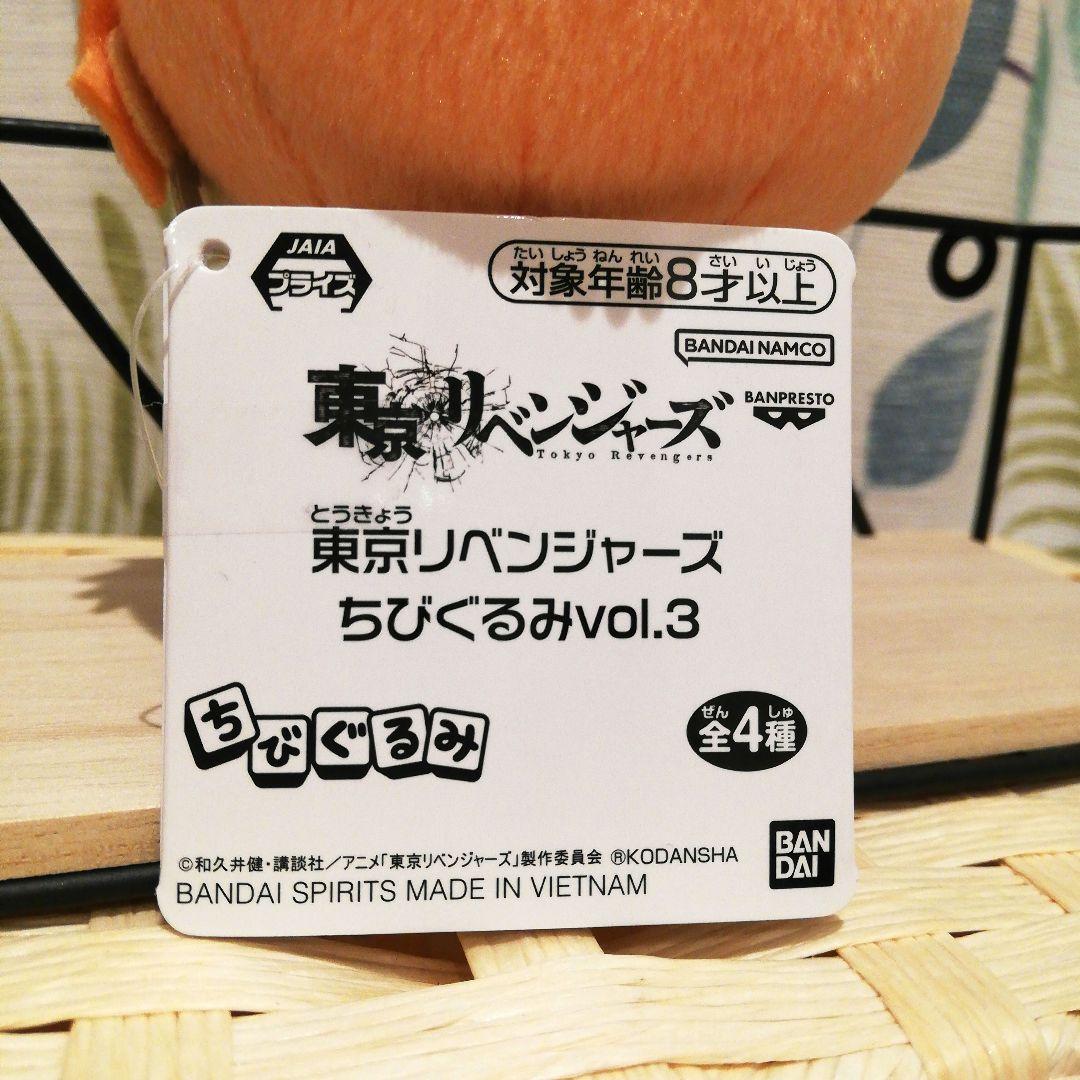 JAIA
プライズ
たいしょうねんれい さいいじょう
対象年齢8才以上
BANDAI NAMCO
東京リベンジャーズ
Tokyo Revengers
BANPRESTO
とうきょう
東京リベンジャーズ
ちびぐるみvol.3
ちびぐるみ
ぜん しゅ
全4種
©和久井健・講談社/アニメ「東京リベンジャーズ」製作委員会 ®KODANSHA
BANDAI SPIRITS MADE IN VIETNAM
BAN
DAI